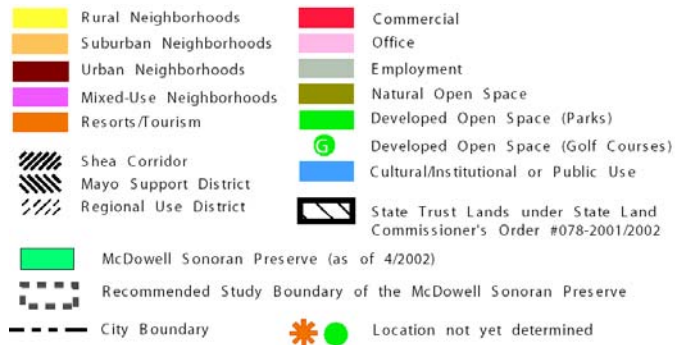 Rural Neighborhoods
Suburban Neighborhoods
Urban Neighborhoods
Mixed-Use Neighborhoods
Resorts/Tourism
Shea Corridor
Mayo Support District
Regional Use District
Commercial
Office
Employment
Natural Open Space
Developed Open Space (Parks)
G Developed Open Space (Golf Courses)
Cultural/Institutional or Public Use
State Trust Lands under State Land
Commissioner's Order #078-2001/2002
McDowell Sonoran Preserve (as of 4/2002)
Recommended Study Boundary of the McDowell Sonoran Preserve
City Boundary
Location not yet determined